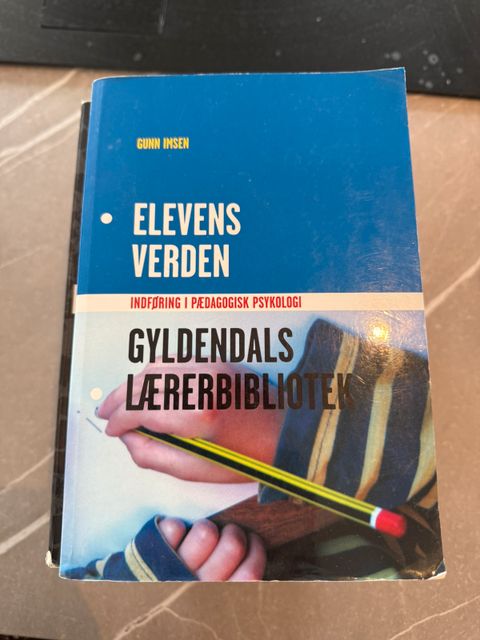 GUNN IMSEN
ELEVENS
VERDEN
INDFØRING I PÆDAGOGISK PSYKOLOGI
GYLDENDALS
LÆRERBIBLIOTEK